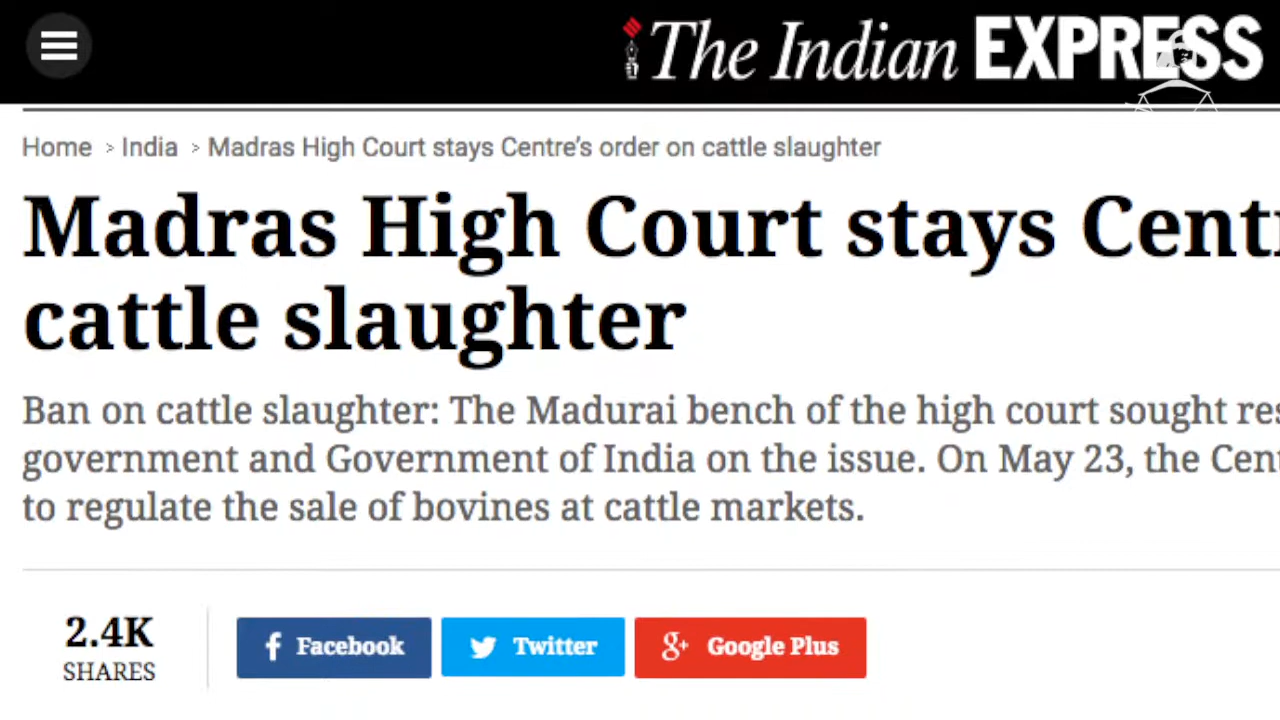 The Indian EXPRESS
Home > India > Madras High Court stays Centre’s order on cattle slaughter
Madras High Court stays
cattle slaughter
Ban on cattle slaughter: The Madurai bench of the high court sought
government and Government of India on the issue. On May 23, the
to regulate the sale of bovines at cattle markets.
2.4K
SHARES
Facebook
Twitter
Google Plus